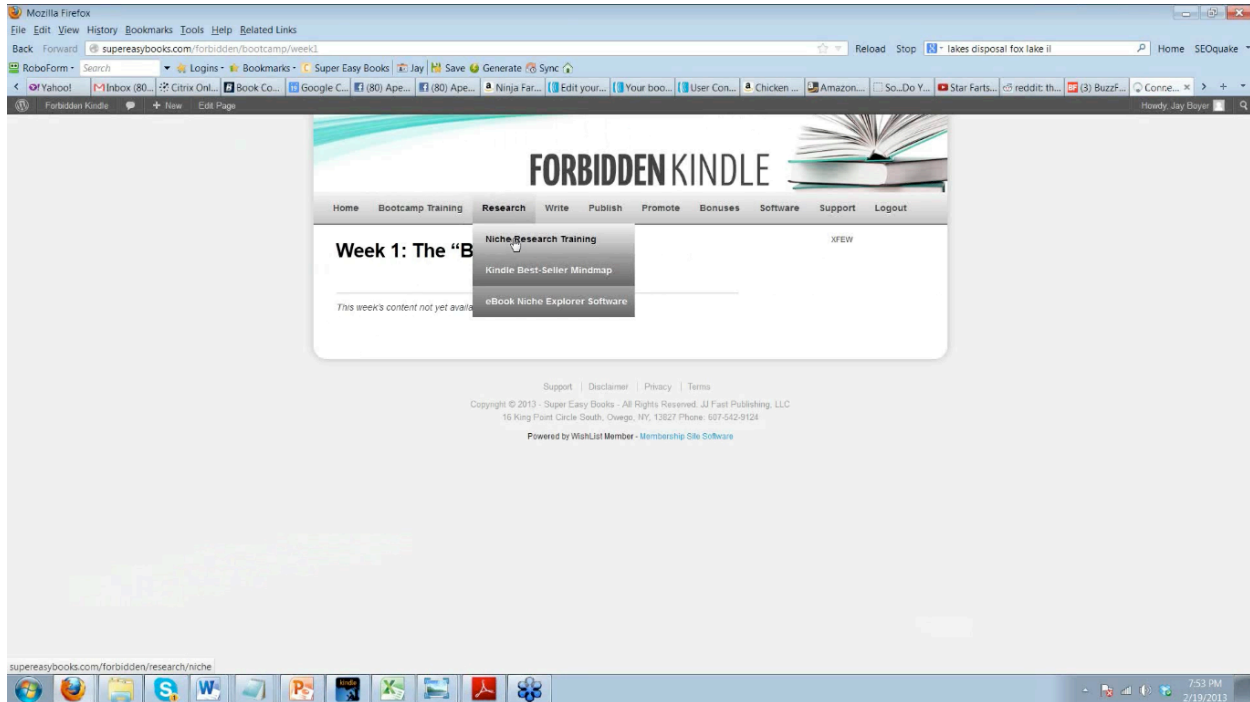 Mozilla Firefox
File Edit View History Bookmarks Tools Help Related Links
Back Forward supereasybooks.com/forbidden/bootcamp/week1 Reload Stop lakes disposal fox lake il Home SEOquake
RoboForm - Search Logins - Bookmarks - Super Easy Books Jay Save Generate Sync
Yahoo! Inbox (80... Citrix Onl... Book Co... Google C... (80) Ape... (80) Ape... Ninja Far... Edit your... Your boo... User Con... Chicken ... Amazon.... So...Do Y... Star Farts... reddit: th... (3) BuzzF... Conne...
Forbidden Kindle + New Edit Page Howdy, Jay Boyer
FORBIDDEN KINDLE
Home Bootcamp Training Research Write Publish Promote Bonuses Software Support Logout
Niche Research Training XFEW
Week 1: The “B
Kindle Best-Seller Mindmap
eBook Niche Explorer Software
This week's content not yet availa
Support | Disclaimer | Privacy | Terms
Copyright © 2013 - Super Easy Books - All Rights Reserved. JJ Fast Publishing, LLC
16 King Point Circle South, Owego, NY, 13827 Phone: 607-542-9124
Powered by WishList Member - Membership Site Software
supereasybooks.com/forbidden/research/niche
kindle
7:53 PM
2/19/2013